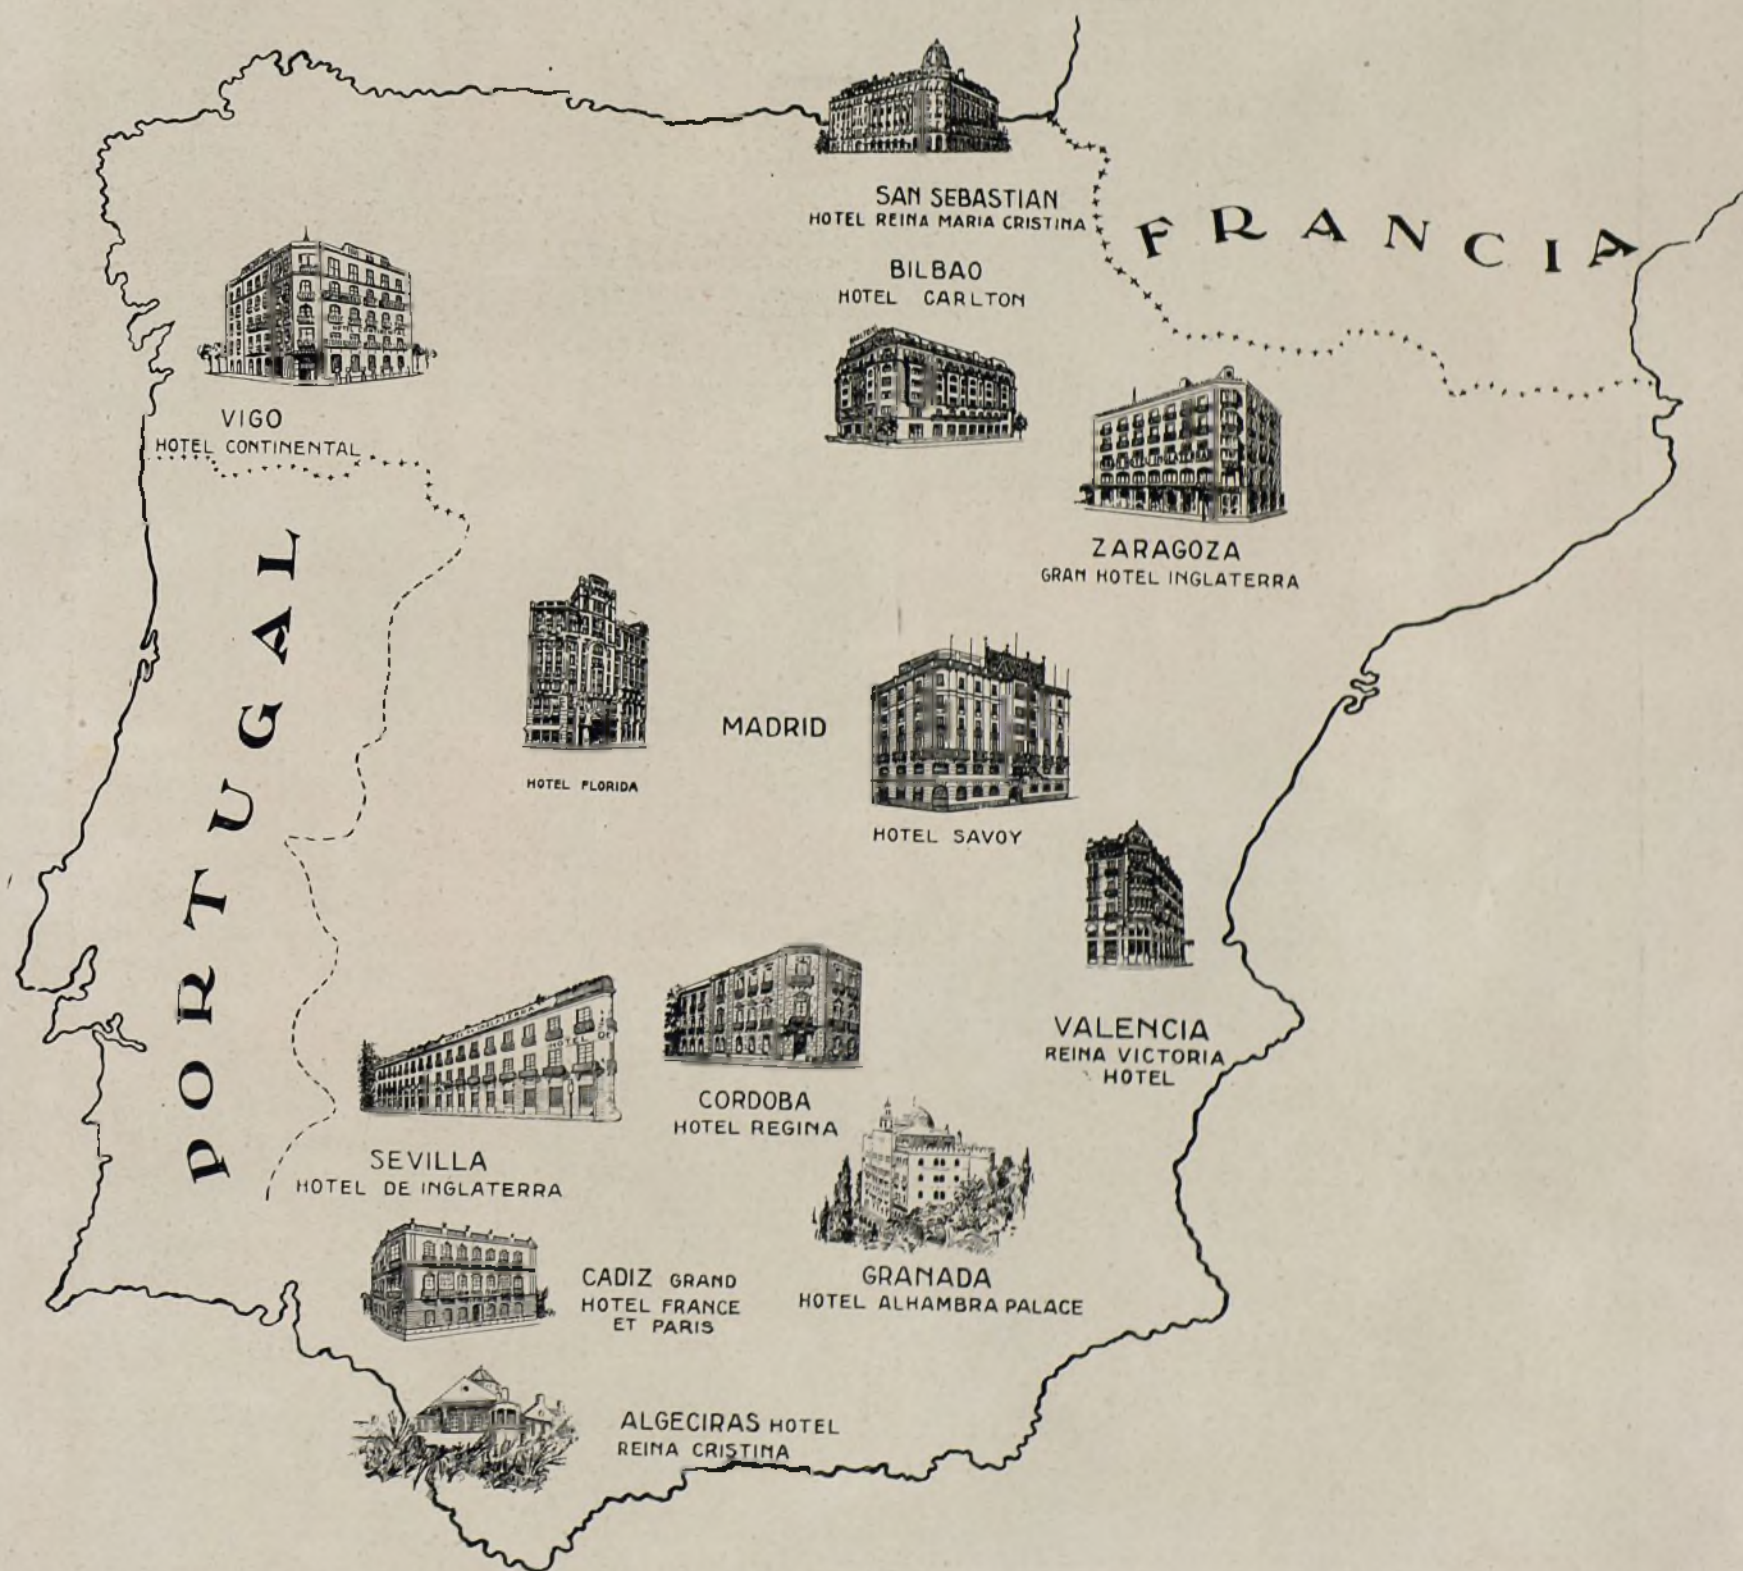 SAN SEBASTIAN
HOTEL REINA MARIA CRISTINA
FRANCIA
BILBAO
HOTEL CARLTON
VIGO
HOTEL CONTINENTAL
ZARAGOZA
GRAN HOTEL INGLATERRA
PORTUGAL
MADRID
HOTEL FLORIDA
HOTEL SAVOY
VALENCIA
REINA VICTORIA
HOTEL
CORDOBA
HOTEL REGINA
SEVILLA
HOTEL DE INGLATERRA
CADIZ GRAND
HOTEL FRANCE
ET PARIS
GRANADA
HOTEL ALHAMBRA PALACE
ALGECIRAS HOTEL
REINA CRISTINA